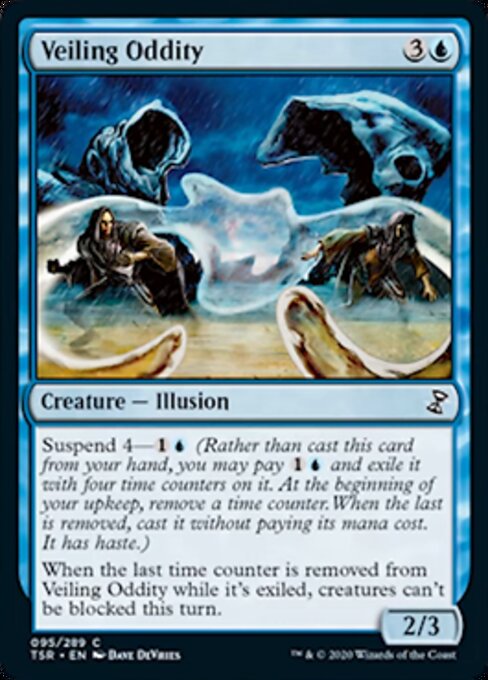 Veiling Oddity 3
Creature — Illusion
Suspend 4—1 (Rather than cast this card
from your hand, you may pay 1 and exile it
with four time counters on it. At the beginning of
your upkeep, remove a time counter. When the last
is removed, cast it without paying its mana cost.
It has haste.)
When the last time counter is removed from
Veiling Oddity while it's exiled, creatures can't
be blocked this turn.
2/3
095/289 C
TSR • EN Dave DeVries
™ & © 2020 Wizards of the Coast